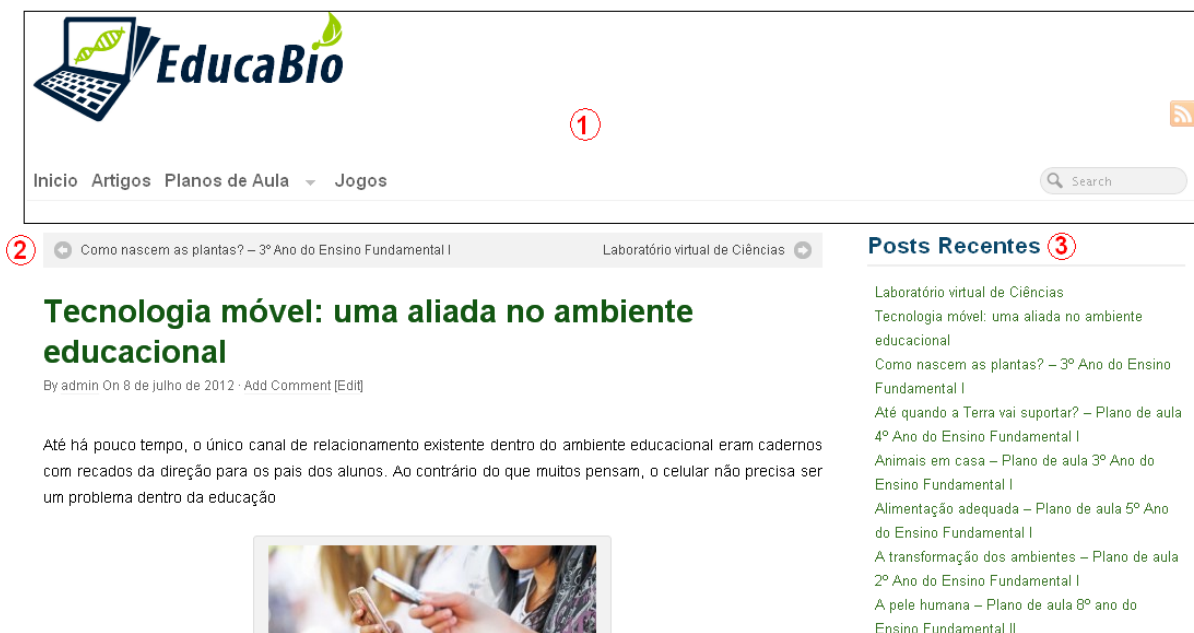 EducaBio
1
Inicio Artigos Planos de Aula Jogos
Search
2
Como nascem as plantas? – 3º Ano do Ensino Fundamental I
Laboratório virtual de Ciências
Tecnologia móvel: uma aliada no ambiente
educacional
By admin On 8 de julho de 2012 · Add Comment [Edit]
Até há pouco tempo, o único canal de relacionamento existente dentro do ambiente educacional eram cadernos
com recados da direção para os pais dos alunos. Ao contrário do que muitos pensam, o celular não precisa ser
um problema dentro da educação
Posts Recentes 3
Laboratório virtual de Ciências
Tecnologia móvel: uma aliada no ambiente
educacional
Como nascem as plantas? – 3º Ano do Ensino
Fundamental I
Até quando a Terra vai suportar? – Plano de aula
4º Ano do Ensino Fundamental I
Animais em casa – Plano de aula 3º Ano do
Ensino Fundamental I
Alimentação adequada – Plano de aula 5º Ano
do Ensino Fundamental I
A transformação dos ambientes – Plano de aula
2º Ano do Ensino Fundamental I
A pele humana – Plano de aula 8º ano do
Ensino Fundamental II